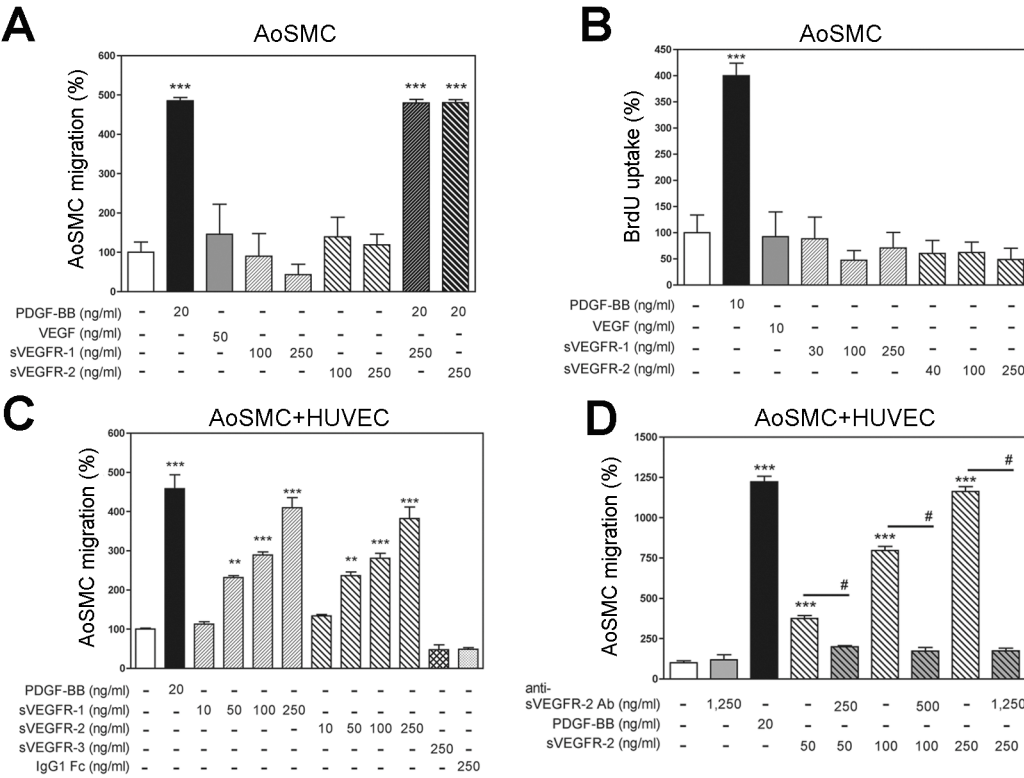 A
AoSMC
AoSMC migration (%)
600
500
400
300
200
100
0
***
***
***
PDGF-BB (ng/ml) - 20 - - - - - 20 20
VEGF (ng/ml) - - 50 - - - - - -
sVEGFR-1 (ng/ml) - - - 100 250 - - 250 -
sVEGFR-2 (ng/ml) - - - - - 100 250 - 250
B
AoSMC
BrdU uptake (%)
450
400
350
300
250
200
150
100
50
0
***
PDGF-BB (ng/ml) - 10 - - - - - - -
VEGF (ng/ml) - - 10 - - - - - -
sVEGFR-1 (ng/ml) - - - 30 100 250 - - -
sVEGFR-2 (ng/ml) - - - - - - 40 100 250
C
AoSMC+HUVEC
AoSMC migration (%)
600
500
400
300
200
100
0
***
**
***
***
**
***
***
PDGF-BB (ng/ml) - 20 - - - - - - - - - -
sVEGFR-1 (ng/ml) - - 10 50 100 250 - - - - - -
sVEGFR-2 (ng/ml) - - - - - - 10 50 100 250 - -
sVEGFR-3 (ng/ml) - - - - - - - - - - 250 -
IgG1 Fc (ng/ml) - - - - - - - - - - - 250
D
AoSMC+HUVEC
AoSMC migration (%)
1500
1250
1000
750
500
250
0
***
***
#
***
#
***
#
anti-
sVEGFR-2 Ab (ng/ml) - 1,250 - - 250 - 500 - 1,250
PDGF-BB (ng/ml) - - 20 - - - - - -
sVEGFR-2 (ng/ml) - - - 50 50 100 100 250 250